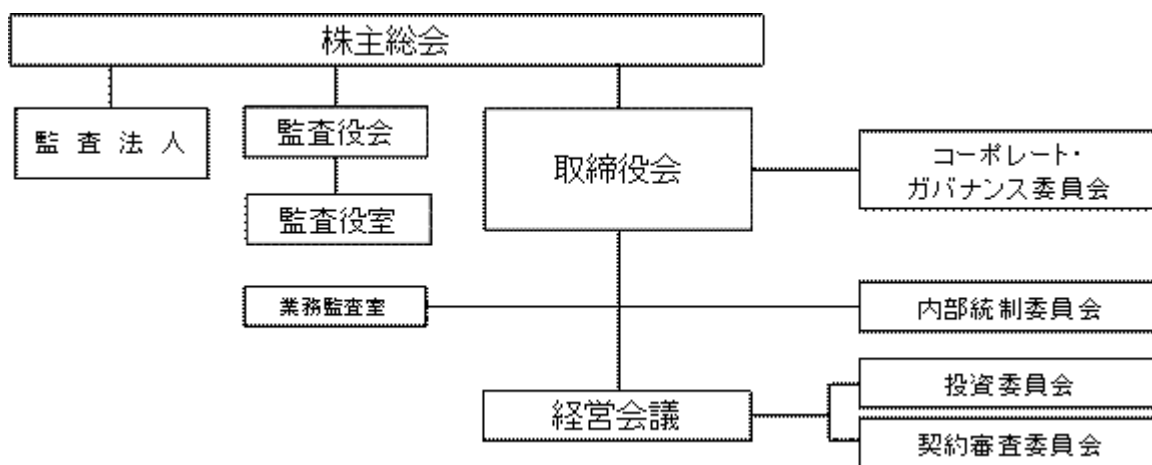 株主総会
監査法人
監査役会
取締役会
コーポレート・
ガバナンス委員会
監査役室
業務監査室
内部統制委員会
経営会議
投資委員会
契約審査委員会